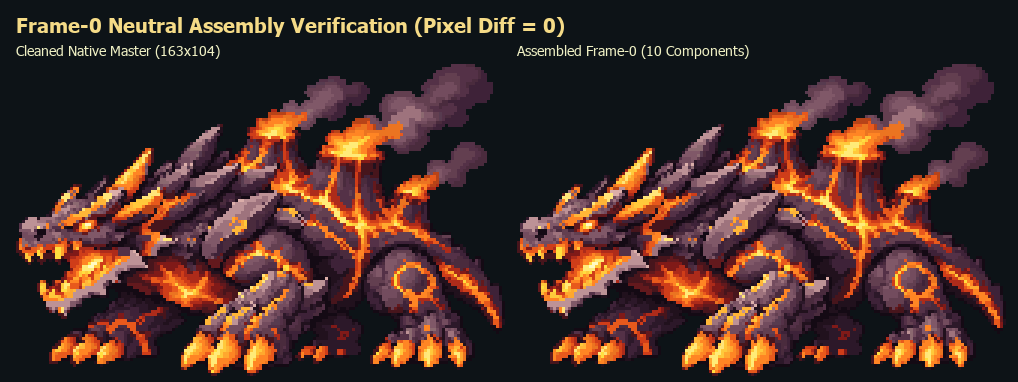 Frame-0 Neutral Assembly Verification (Pixel Diff = 0)
Cleaned Native Master (163x104)
Assembled Frame-0 (10 Components)